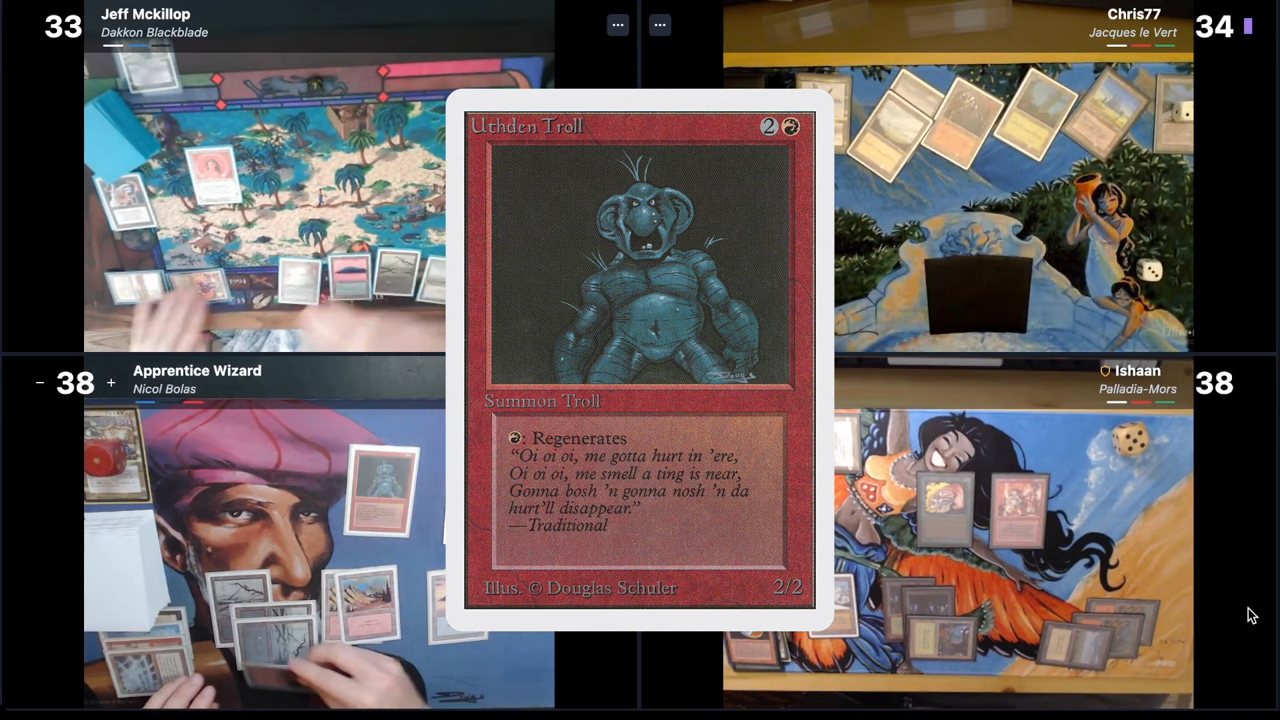 33
Jeff Mckillop
Dakkon Blackblade
Chris77
Jacques le Vert
34
Uthden Troll
2
Summon Troll
: Regenerates
“Oi oi oi, me gotta hurt in ’ere,
Oi oi oi, me smell a ting is near,
Gonna bosh ’n gonna nosh ’n da
hurt’ll disappear.”
—Traditional
Illus. © Douglas Schuler
2/2
− 38 +
Apprentice Wizard
Nicol Bolas
Ishaan
Palladia-Mors
38